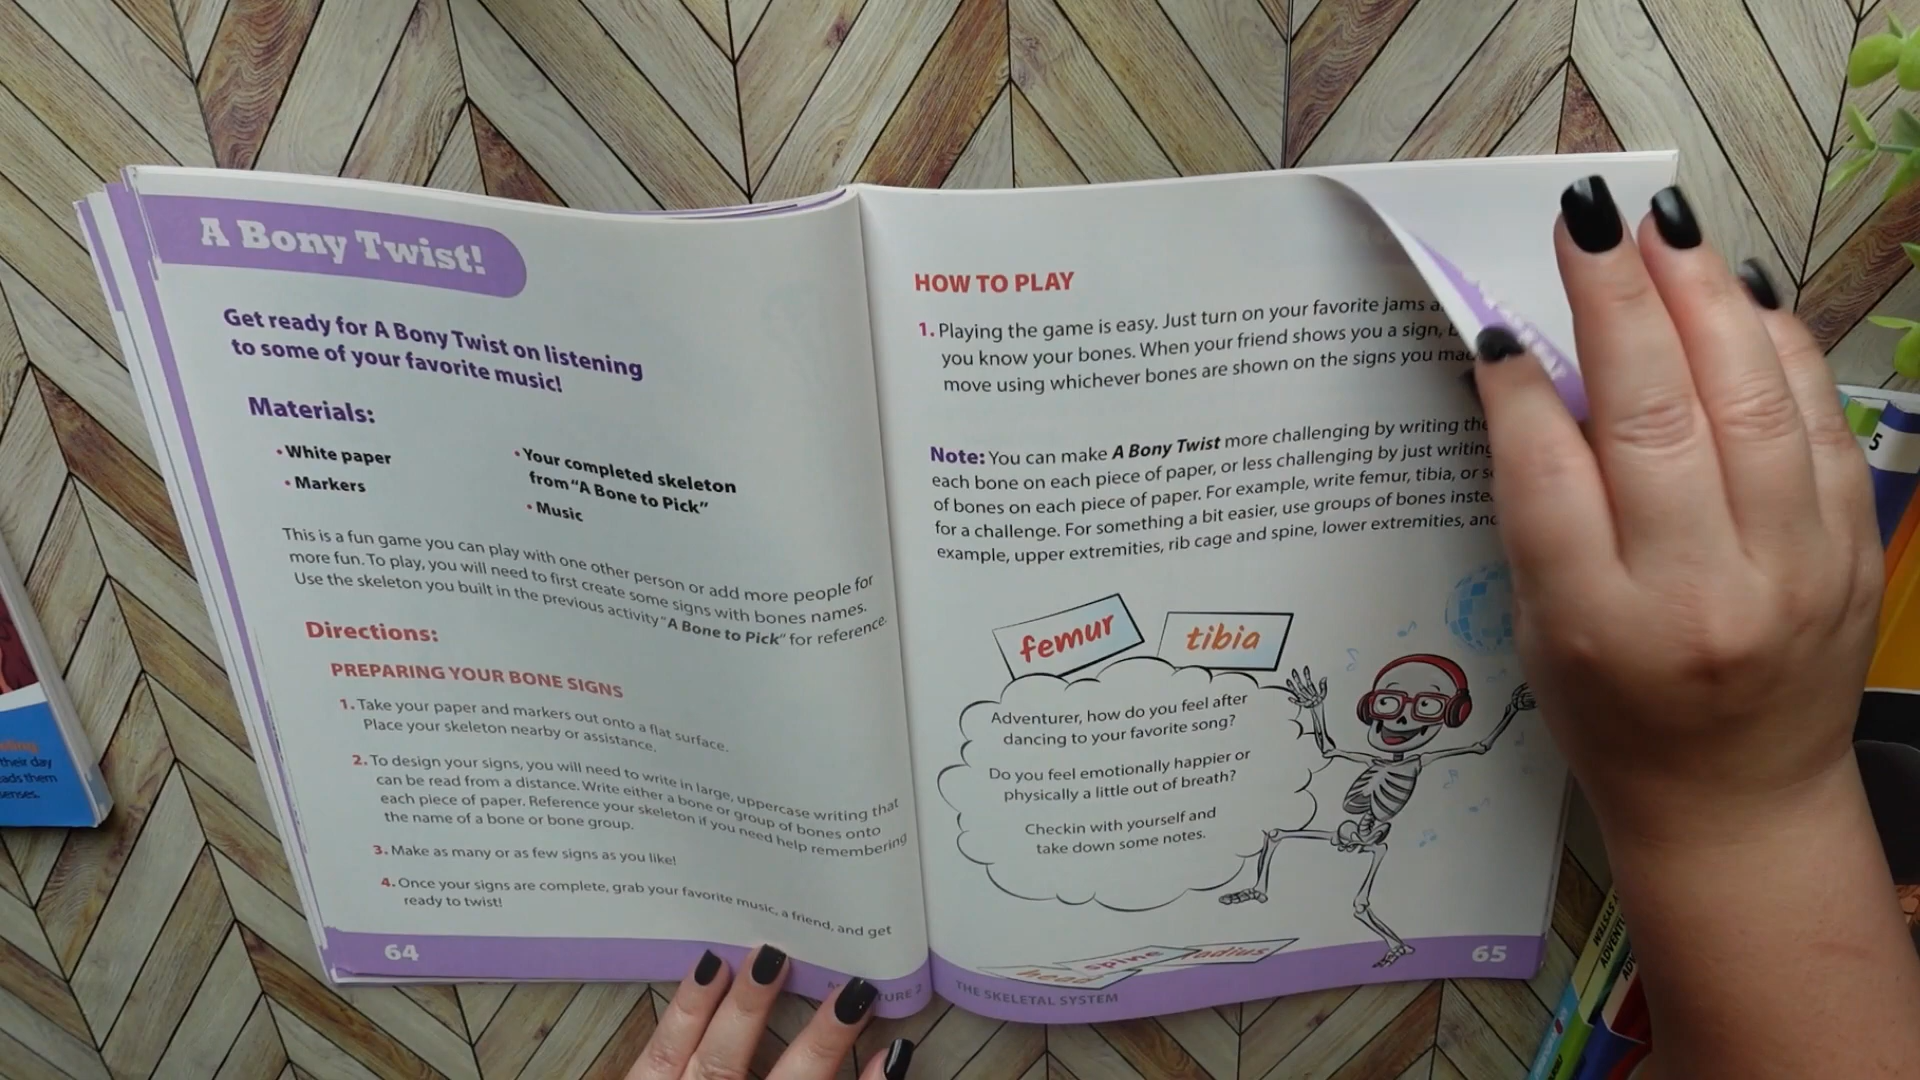 A Bony Twist!
Get ready for A Bony Twist on listening
to some of your favorite music!
Materials:
• White paper
• Markers
• Your completed skeleton
from "A Bone to Pick"
• Music
This is a fun game you can play with one other person or add more people for
more fun. To play, you will need to first create some signs with bones names.
Use the skeleton you built in the previous activity "A Bone to Pick" for reference
Directions:
PREPARING YOUR BONE SIGNS
1. Take your paper and markers out onto a flat surface.
Place your skeleton nearby or assistance.
2. To design your signs, you will need to write in large, uppercase writing that
can be read from a distance. Write either a bone or group of bones onto
each piece of paper. Reference your skeleton if you need help remembering
the name of a bone or bone group.
3. Make as many or as few signs as you like!
4. Once your signs are complete, grab your favorite music, a friend, and get
ready to twist!
64
HOW TO PLAY
1. Playing the game is easy. Just turn on your favorite jams
you know your bones. When your friend shows you a sign,
move using whichever bones are shown on the signs you
Note: You can make A Bony Twist more challenging by writing
each bone on each piece of paper, or less challenging by just writing
of bones on each piece of paper. For example, write femur, tibia, or
for a challenge. For something a bit easier, use groups of bones
example, upper extremities, rib cage and spine, lower extremities,
femur
tibia
Adventurer, how do you feel after
dancing to your favorite song?
Do you feel emotionally happier or
physically a little out of breath?
Checkin with yourself and
take down some notes.
head
spine
radius
THE SKELETAL SYSTEM
65
their day
them
5